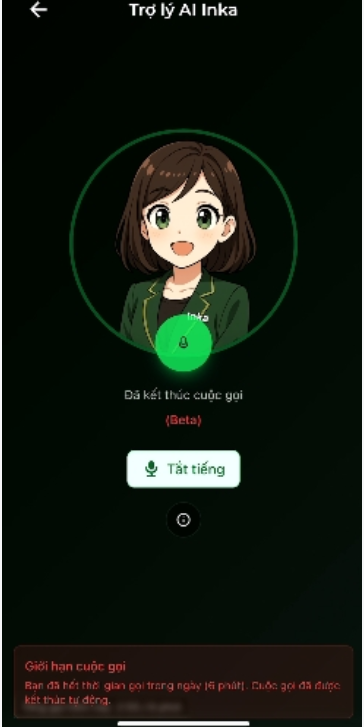 Trợ lý AI Inka
Inka
Đã kết thúc cuộc gọi
(Beta)
Tắt tiếng
Giới hạn cuộc gọi
Bạn đã hết thời gian gọi trong ngày (6 phút). Cuộc gọi đã được
kết thúc tự động.